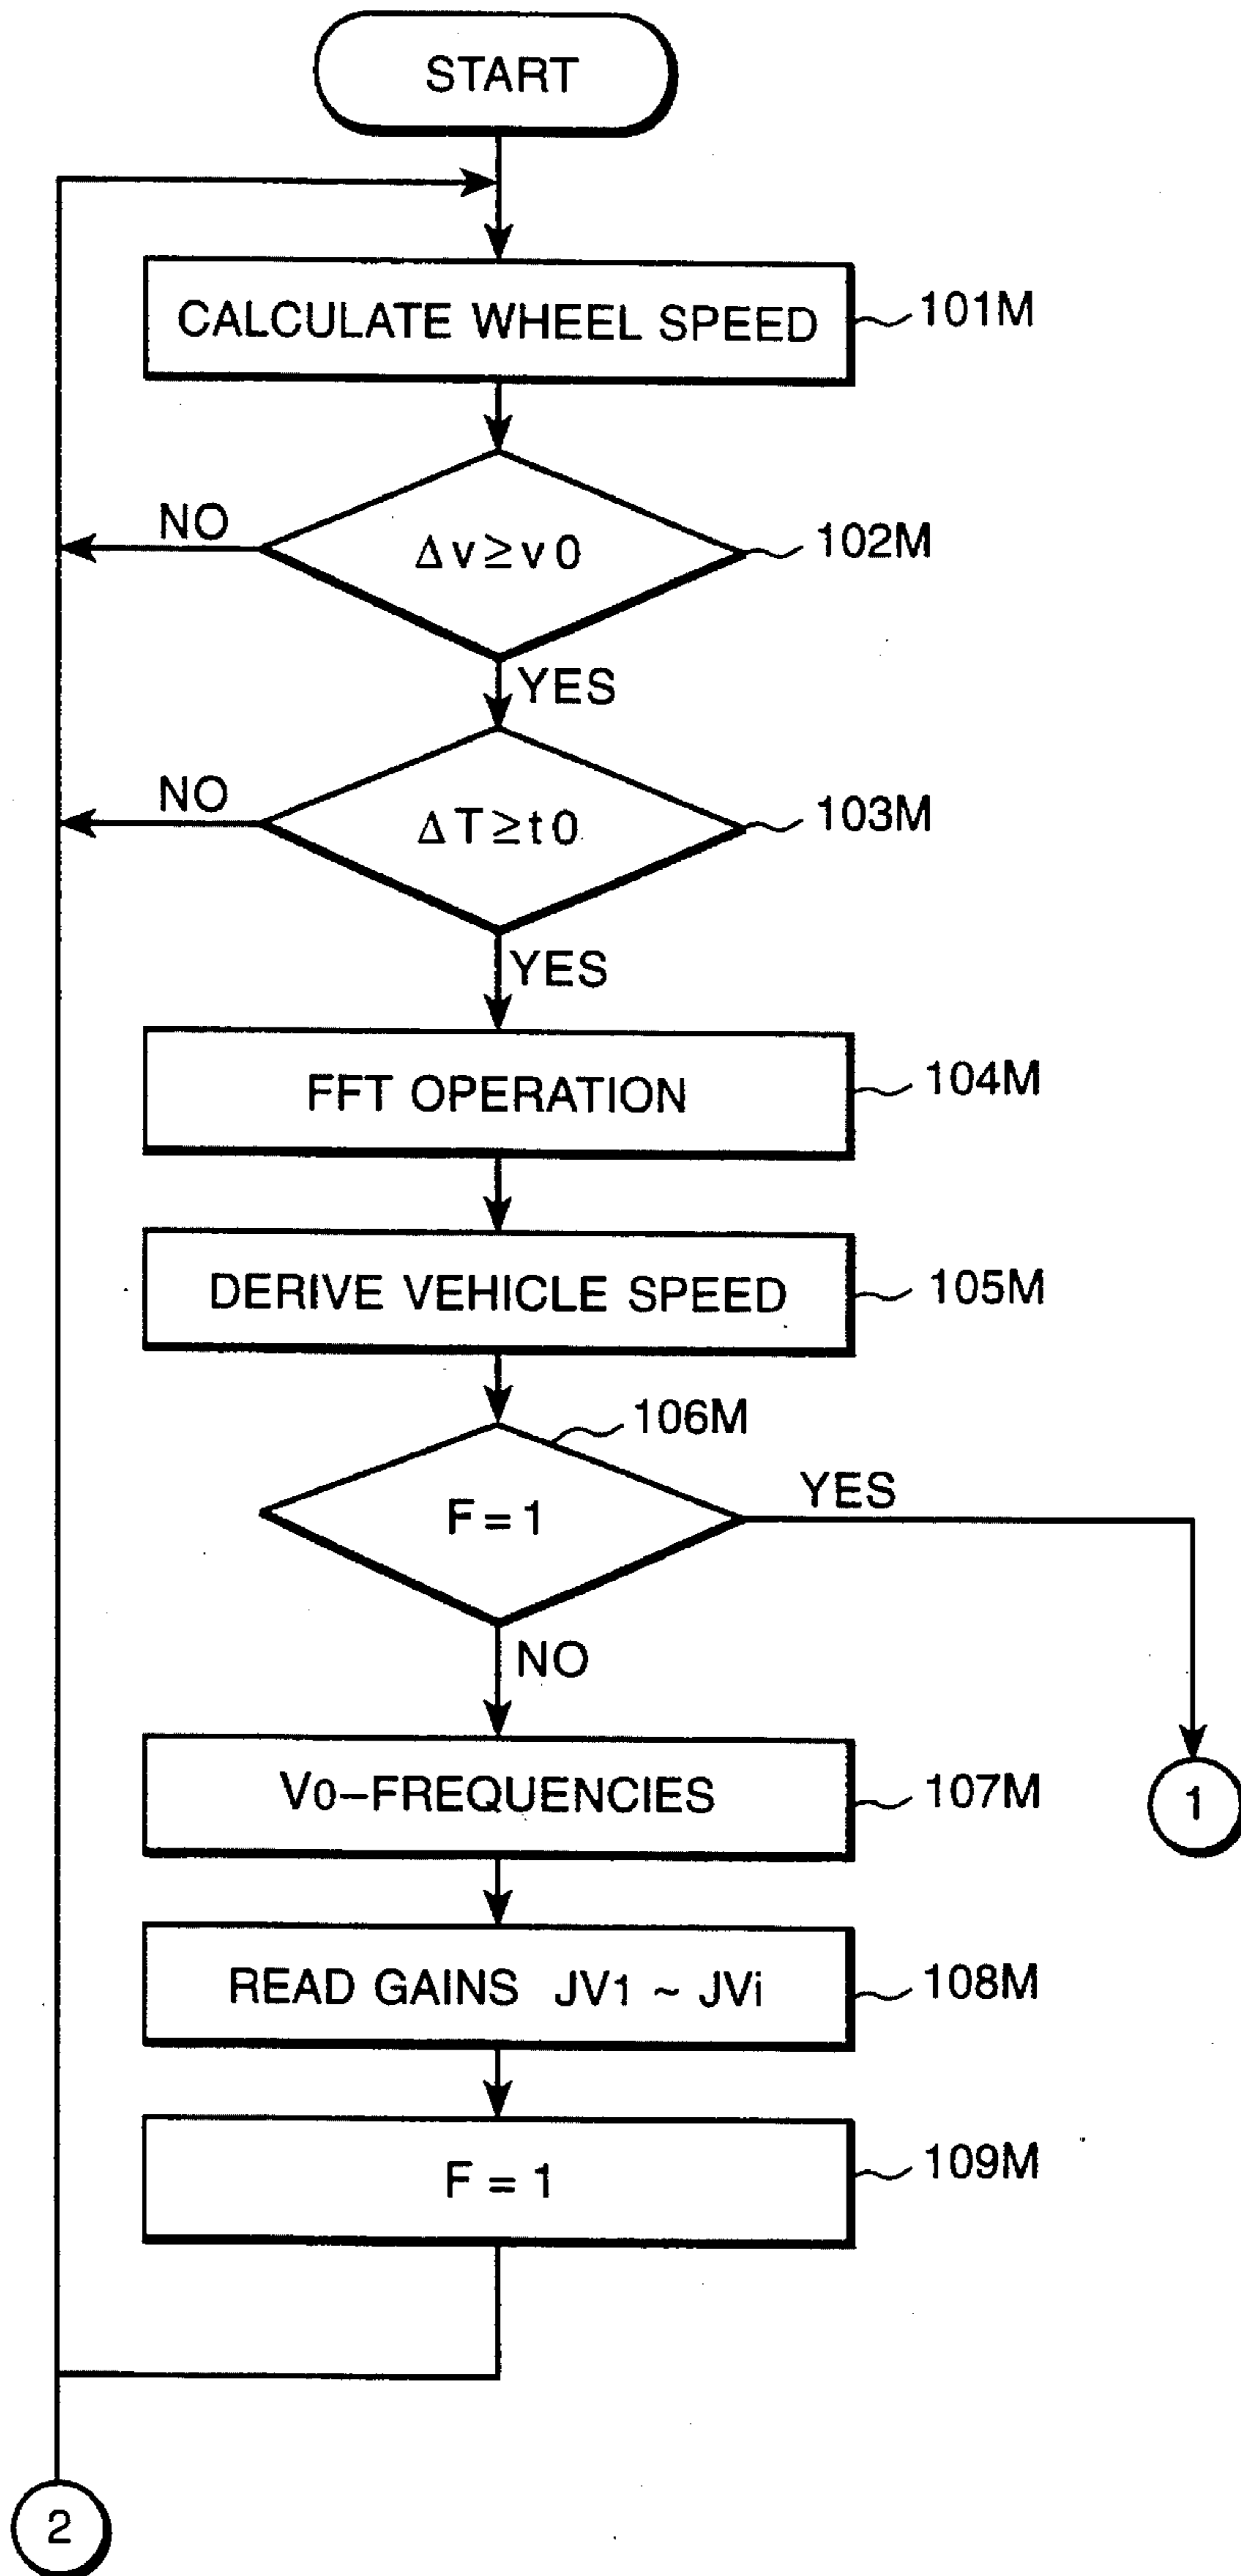 START
CALCULATE WHEEL SPEED
101M
NO
Δv≥v0
102M
YES
NO
ΔT≥t0
103M
YES
FFT OPERATION
104M
DERIVE VEHICLE SPEED
105M
106M
F=1
YES
NO
V0-FREQUENCIES
107M
1
READ GAINS JV1 ~ JVi
108M
F = 1
109M
2